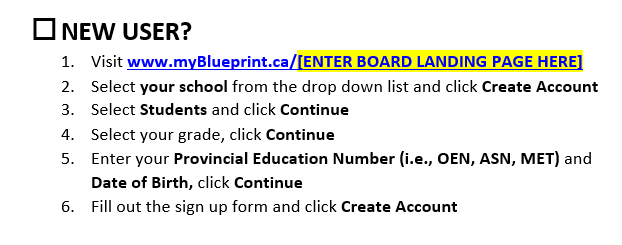 ☐ NEW USER?
1. Visit www.myBlueprint.ca/[ENTER BOARD LANDING PAGE HERE]
2. Select your school from the drop down list and click Create Account
3. Select Students and click Continue
4. Select your grade, click Continue
5. Enter your Provincial Education Number (i.e., OEN, ASN, MET) and
Date of Birth, click Continue
6. Fill out the sign up form and click Create Account